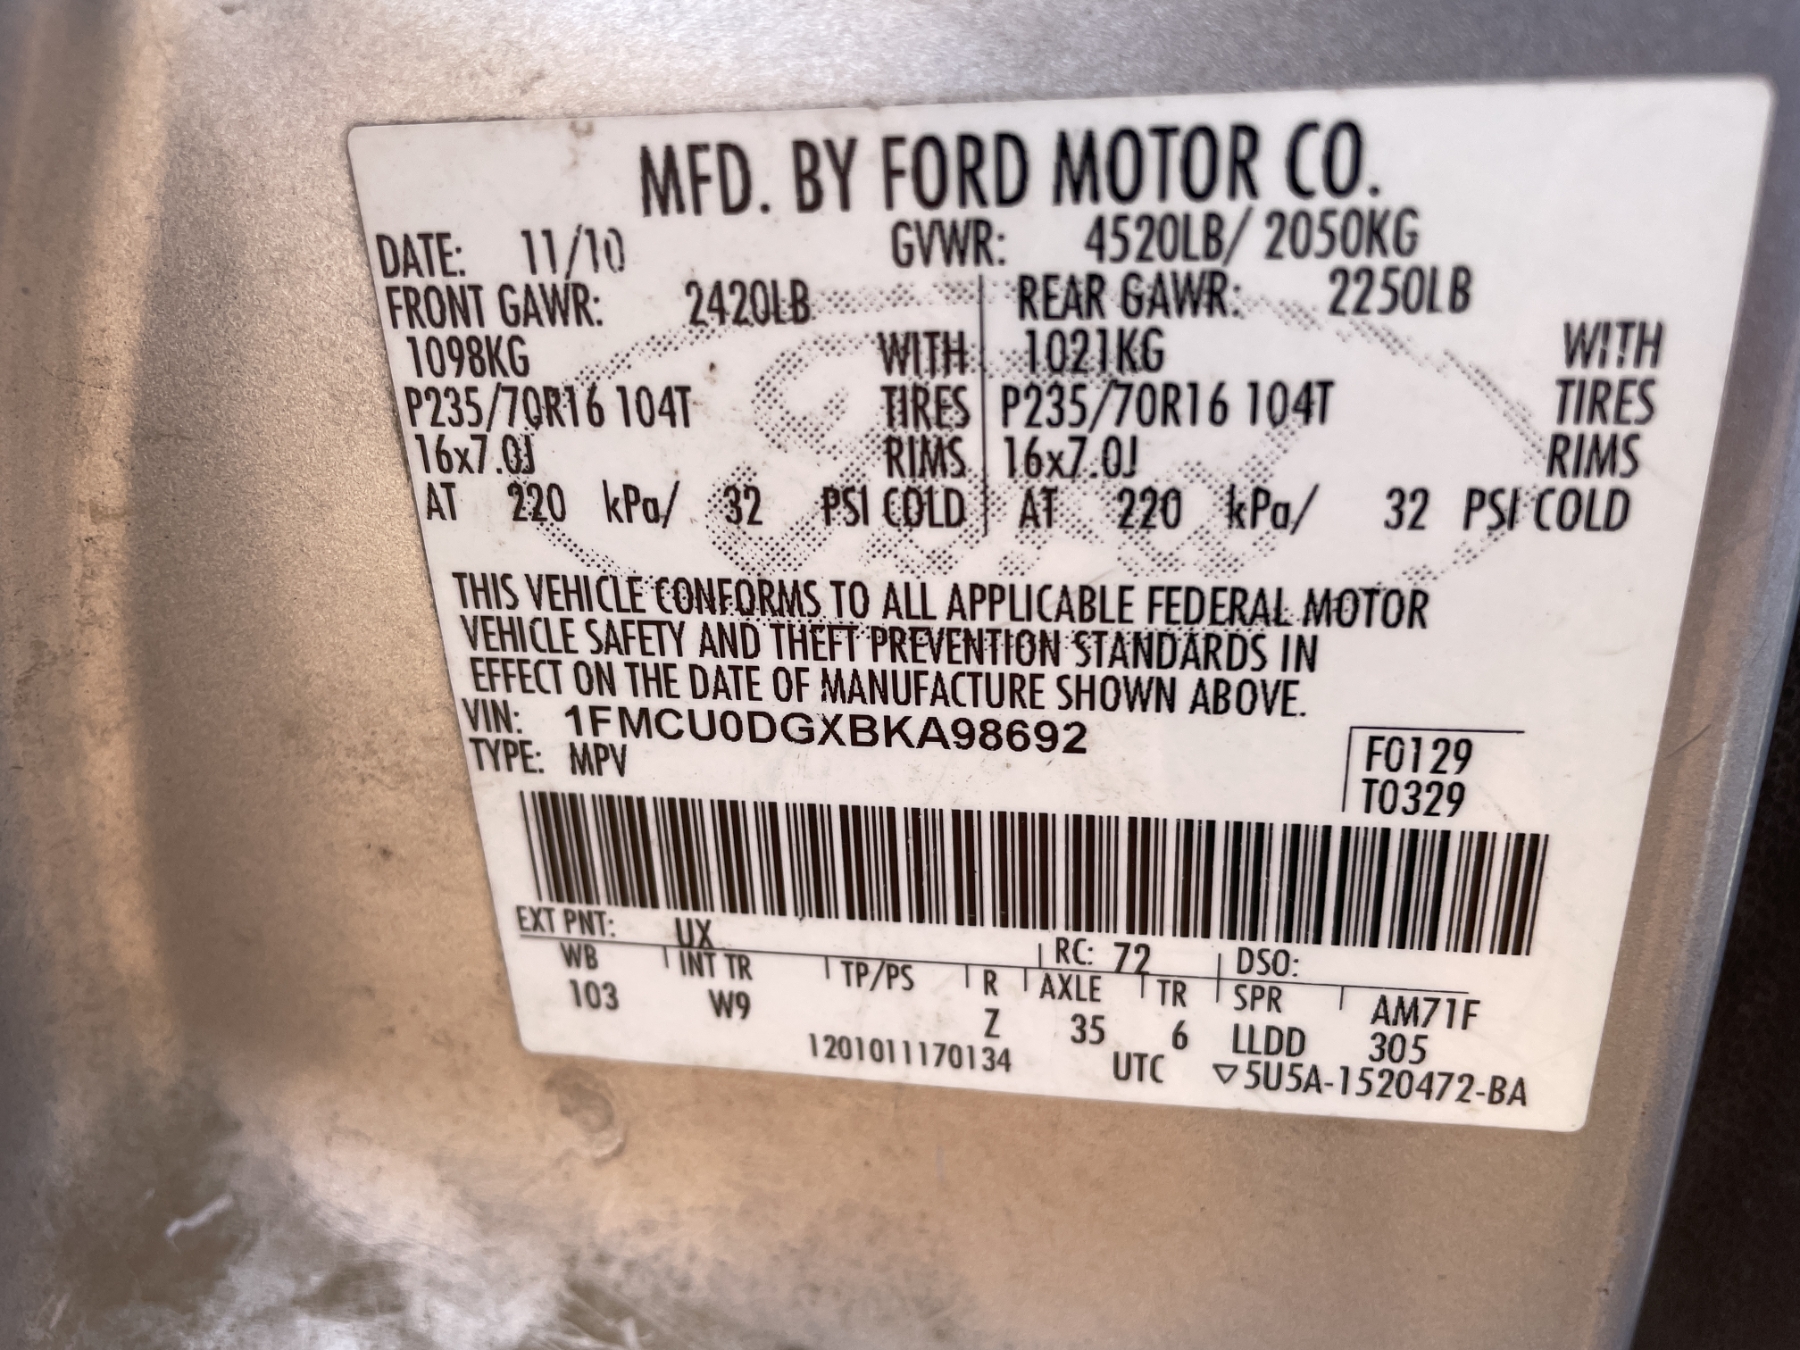 MFD. BY FORD MOTOR CO.
DATE: 11/10 GVWR: 4520LB/ 2050KG
FRONT GAWR: 2420LB REAR GAWR: 2250LB
1098KG WITH 1021KG WITH
P235/70R16 104T TIRES P235/70R16 104T TIRES
16x7.0J RIMS 16x7.0J RIMS
AT 220 kPa/ 32 PSI COLD AT 220 kPa/ 32 PSI COLD
THIS VEHICLE CONFORMS TO ALL APPLICABLE FEDERAL MOTOR
VEHICLE SAFETY AND THEFT PREVENTION STANDARDS IN
EFFECT ON THE DATE OF MANUFACTURE SHOWN ABOVE.
VIN: 1FMCU0DGXBKA98692
TYPE: MPV
F0129
T0329
EXT PNT: UX RC: 72 DSO:
WB INT TR TP/PS R AXLE TR SPR AM71F
103 W9 Z 35 6 LLDD 305
1201011170134 UTC ▽5U5A-1520472-BA